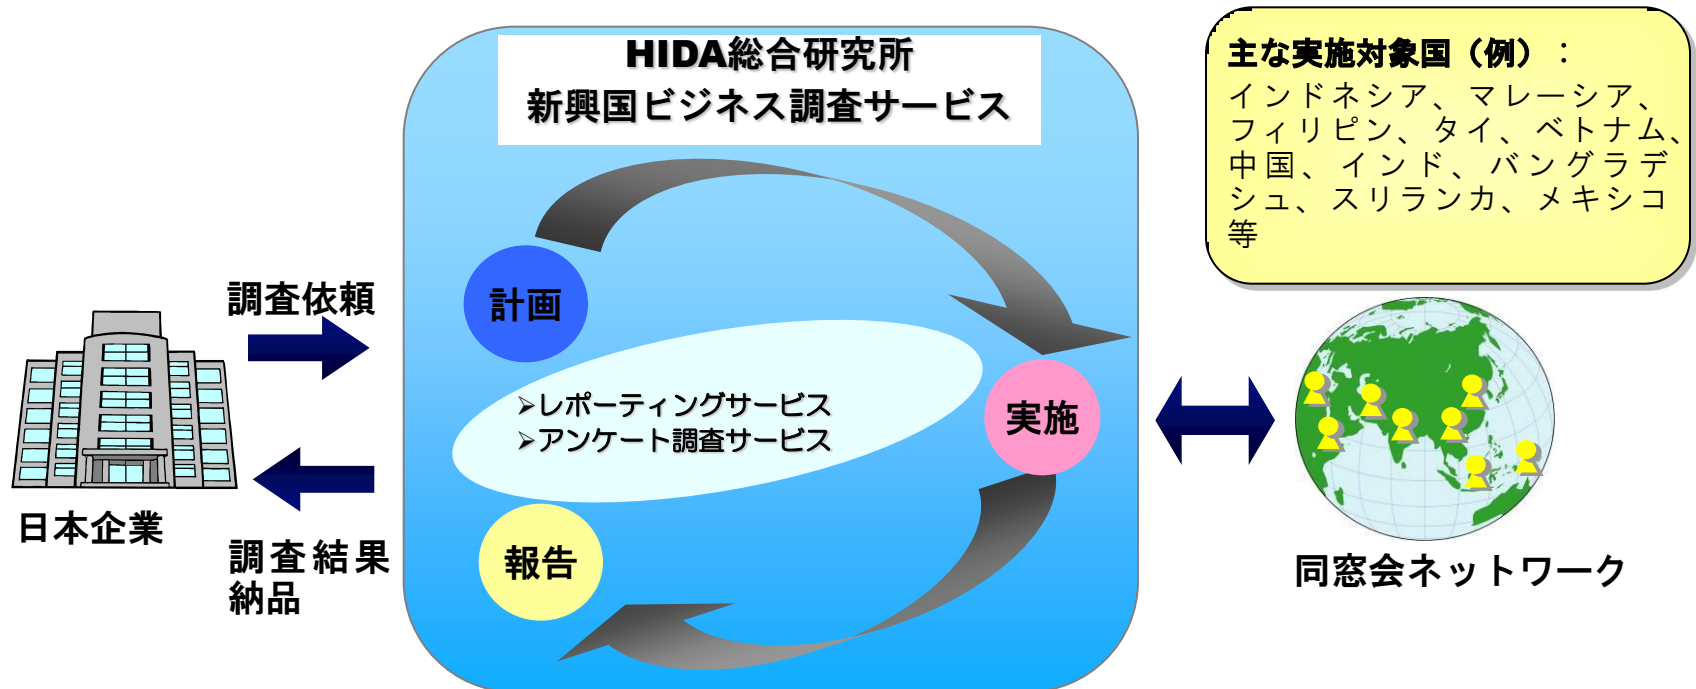 HIDA総合研究所
新興国ビジネス調査サービス
主な実施対象国（例）：
インドネシア、マレーシア、
フィリピン、タイ、ベトナム、
中国、インド、バングラデ
シュ、スリランカ、メキシコ
等
調査依頼
計画
➢レポーティングサービス
➢アンケート調査サービス
実施
日本企業
調査結果
納品
報告
同窓会ネットワーク